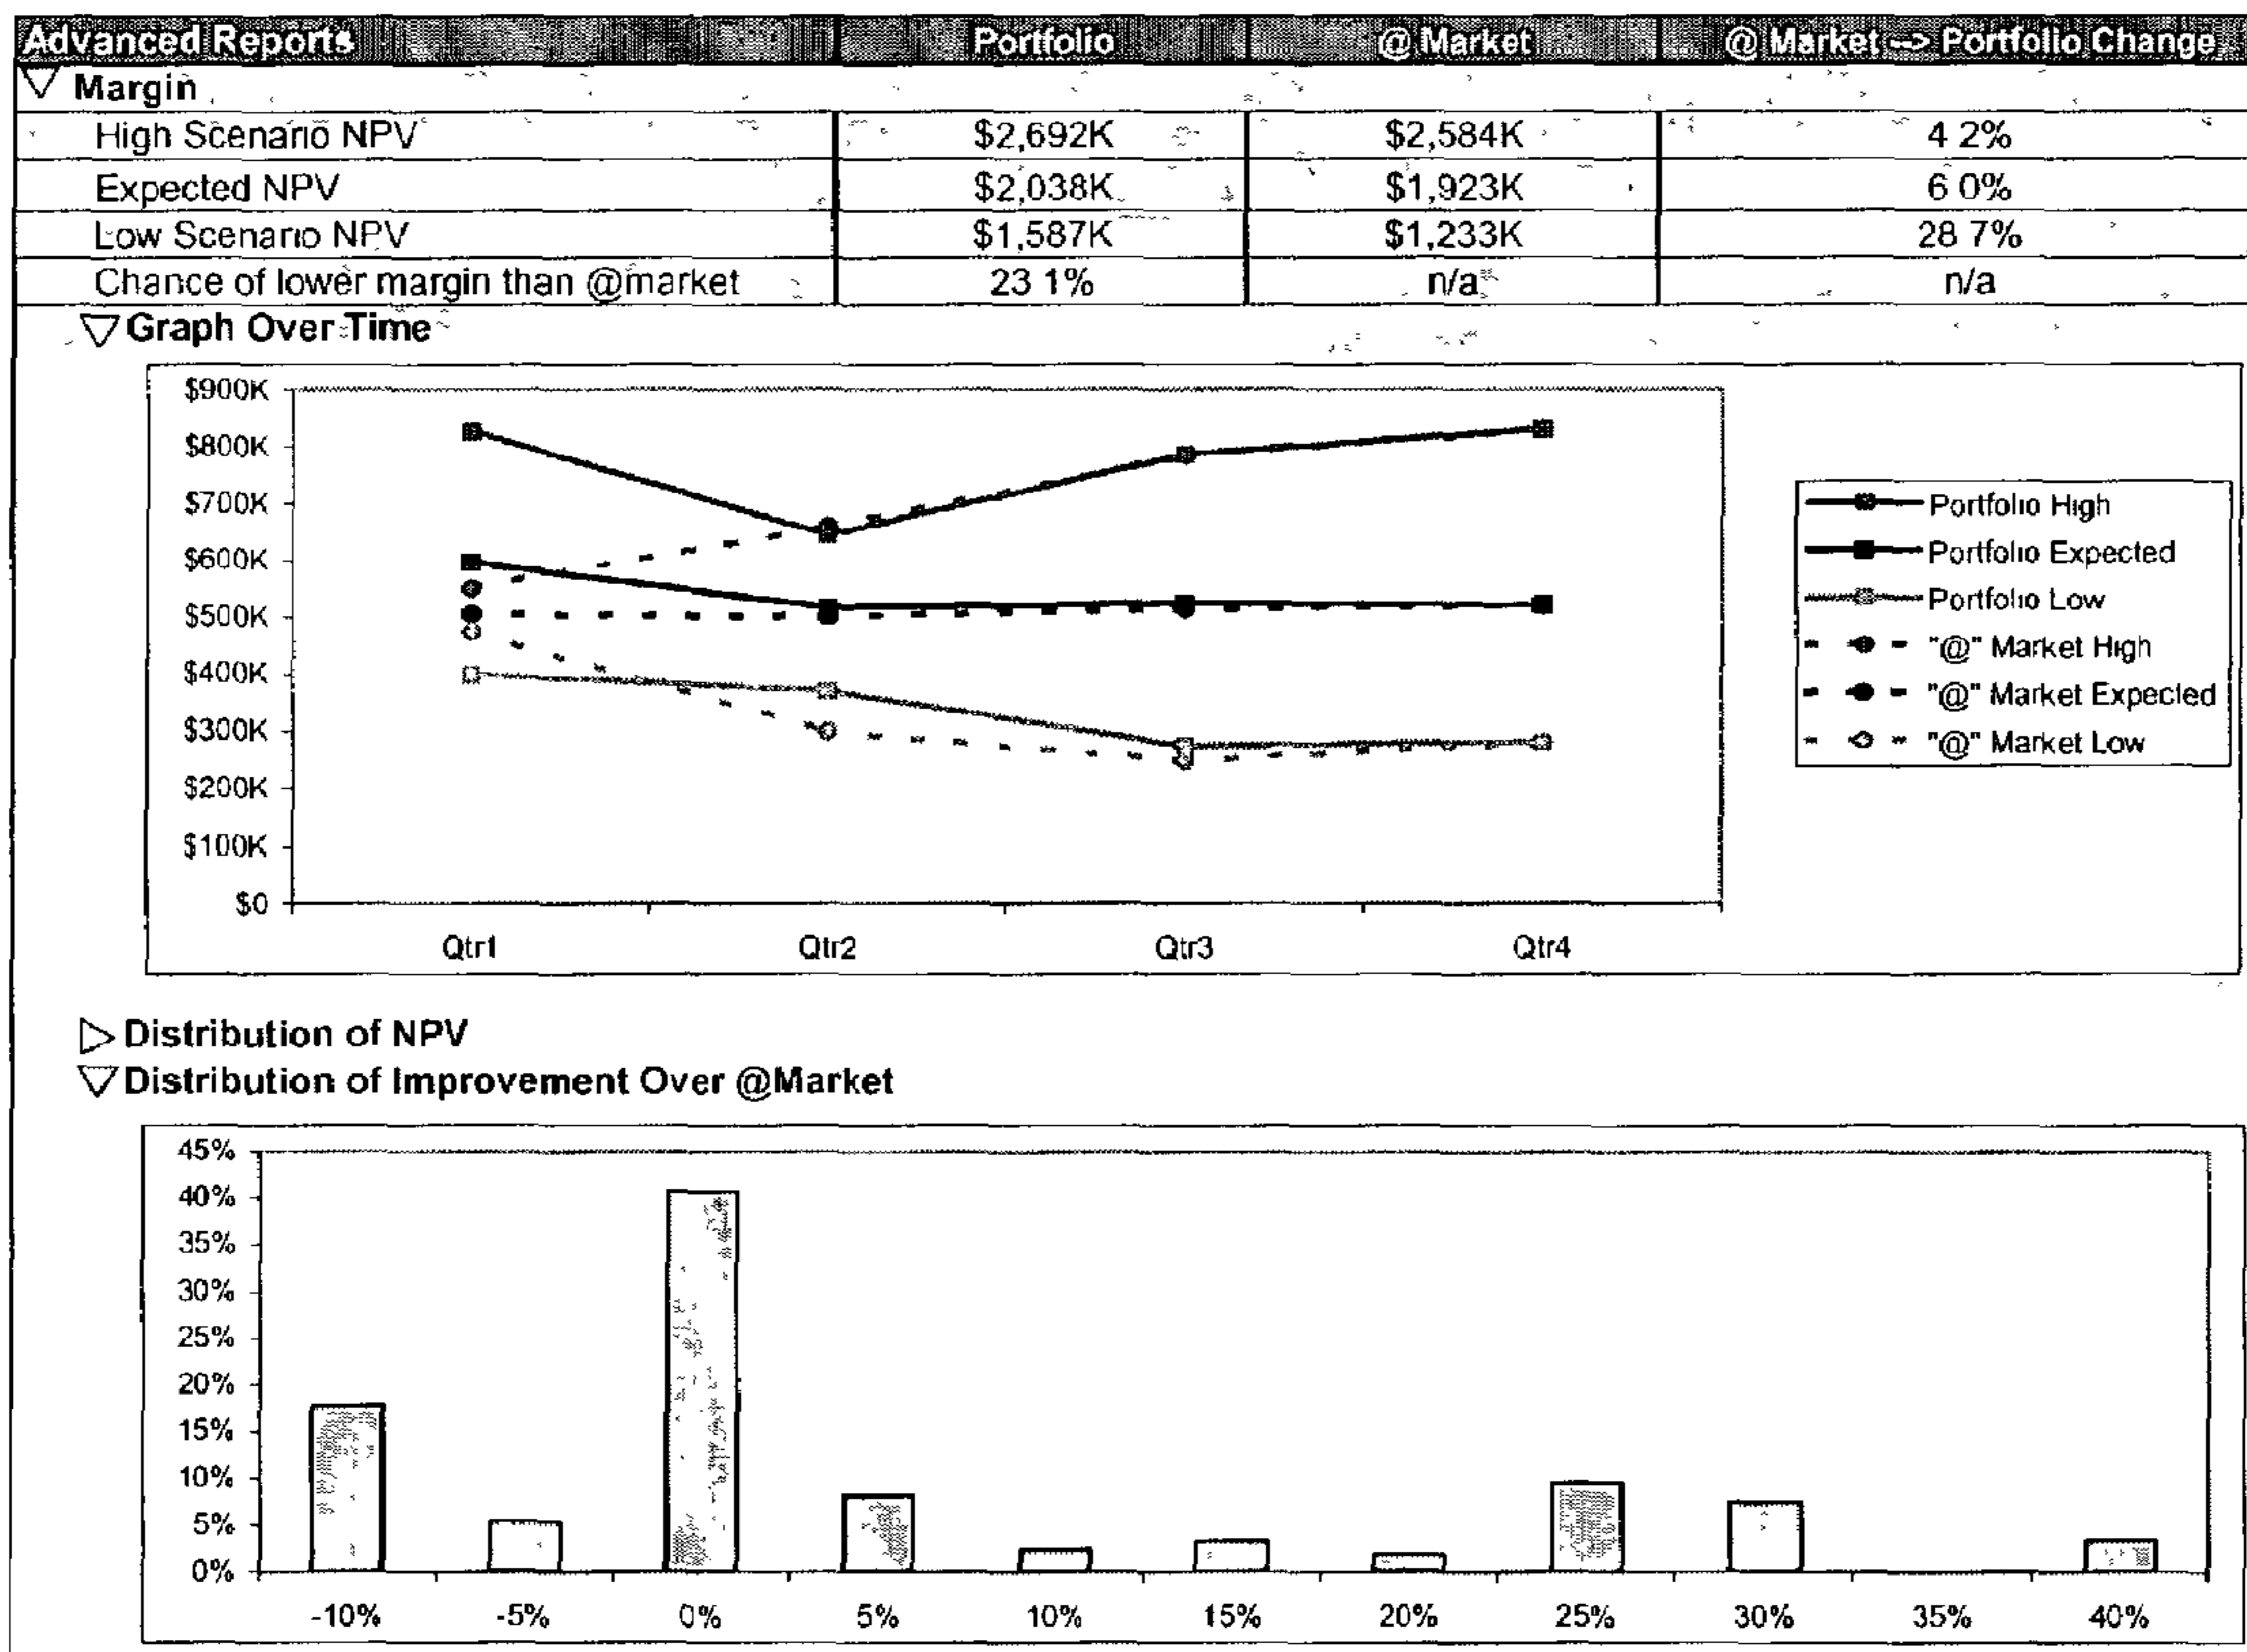 Advanced Reports Portfolio @ Market @ Market --> Portfolio Change
Margin
High Scenario NPV $2,692K $2,584K 4 2%
Expected NPV $2,038K $1,923K 6 0%
Low Scenario NPV $1,587K $1,233K 28 7%
Chance of lower margin than @market 23 1% n/a n/a
Graph Over Time
$900K
$800K
$700K
$600K
$500K
$400K
$300K
$200K
$100K
$0
Qtr1 Qtr2 Qtr3 Qtr4
Portfolio High
Portfolio Expected
Portfolio Low
"@" Market High
"@" Market Expected
"@" Market Low
Distribution of NPV
Distribution of Improvement Over @Market
45%
40%
35%
30%
25%
20%
15%
10%
5%
0%
-10% -5% 0% 5% 10% 15% 20% 25% 30% 35% 40%